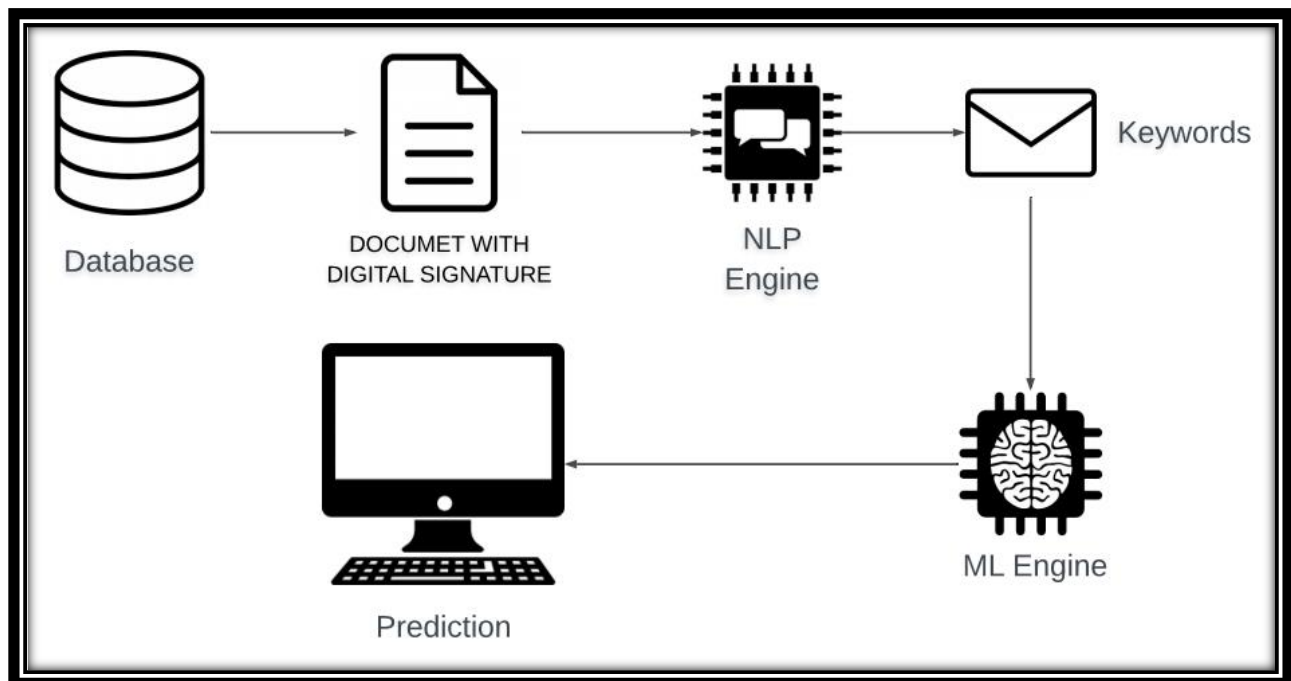 Database
DOCUMET WITH
DIGITAL SIGNATURE
NLP
Engine
Keywords
ML Engine
Prediction